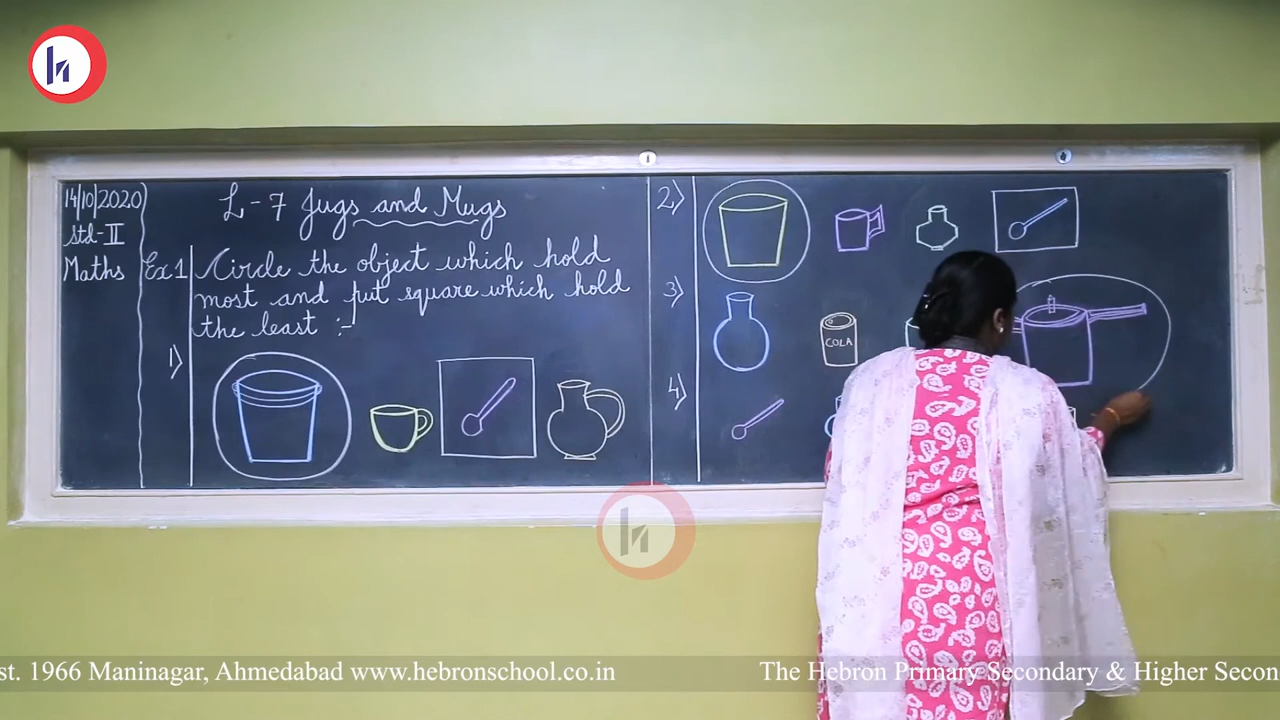 14/10/2020
Std-II
Maths
L-7 Jugs and Mugs
Ex 1 Circle the object which hold
most and put square which hold
the least :-
1)
2)
3)
COLA
4)
st. 1966 Maninagar, Ahmedabad www.hebronschool.co.in
The Hebron Primary Secondary & Higher Secon